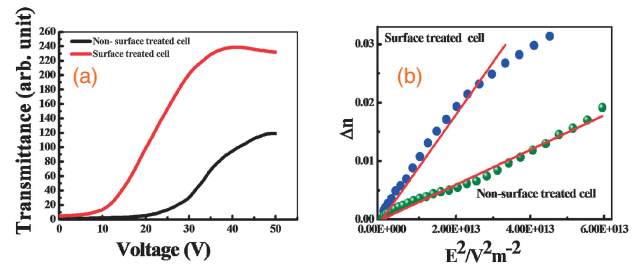 260
240
220
200
180
160
140
120
100
80
60
40
20
0
Transmittance (arb. unit)
Non- surface treated cell
Surface treated cell
(a)
0 10 20 30 40 50
Voltage (V)
0.03
0.02
0.01
0.00
Δn
Surface treated cell
(b)
Non-surface treated cell
0.00E+000 2.00E+013 4.00E+013 6.00E+013
E²/V²m⁻²